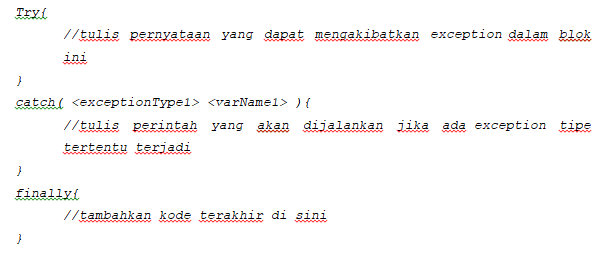 Try{
//tulis pernyataan yang dapat mengakibatkan exception dalam blok
ini
}
catch( <exceptionType1> <varName1> ){
//tulis perintah yang akan dijalankan jika ada exception tipe
tertentu terjadi
}
finally{
//tambahkan kode terakhir di sini
}